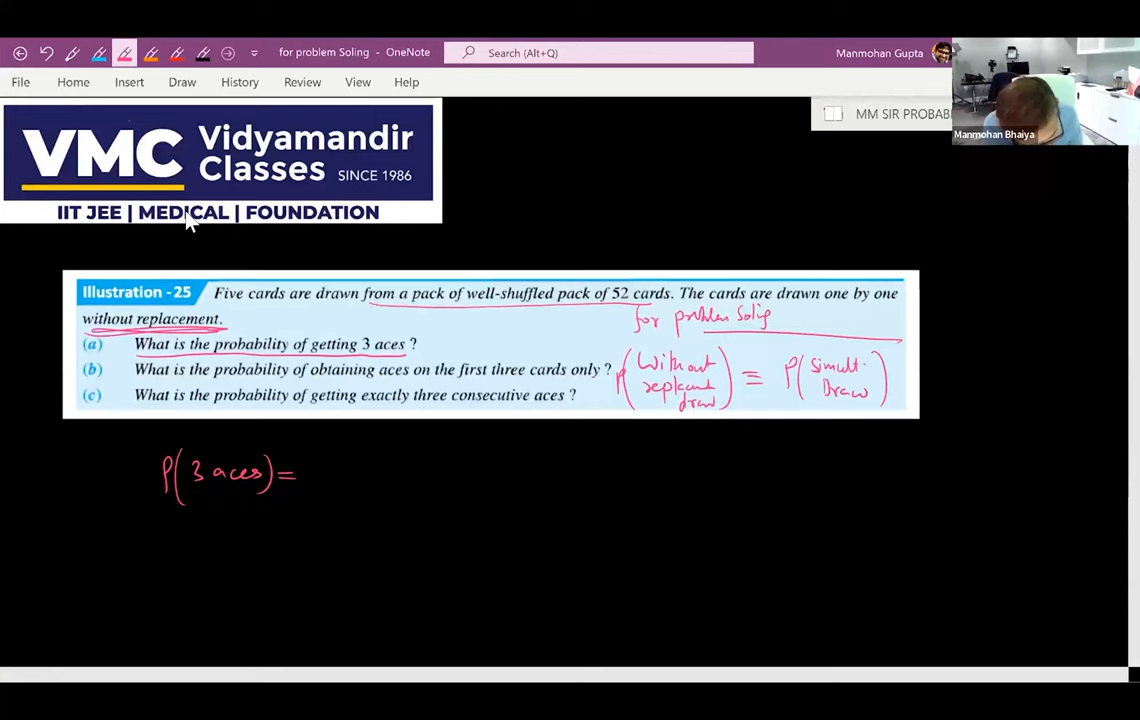 for problem Soling - OneNote
Search (Alt+Q)
Manmohan Gupta
File Home Insert Draw History Review View Help
MM SIR PROBAB
Manmohan Bhaiya
VMC Vidyamandir Classes SINCE 1986
IIT JEE | MEDICAL | FOUNDATION
Illustration - 25 Five cards are drawn from a pack of well-shuffled pack of 52 cards. The cards are drawn one by one
without replacement.
for problem Soling
(a) What is the probability of getting 3 aces ?
(b) What is the probability of obtaining aces on the first three cards only ?
(c) What is the probability of getting exactly three consecutive aces ?
P(Without replacemt draw) ≡ P(Simult. Draw)
P(3 aces) =